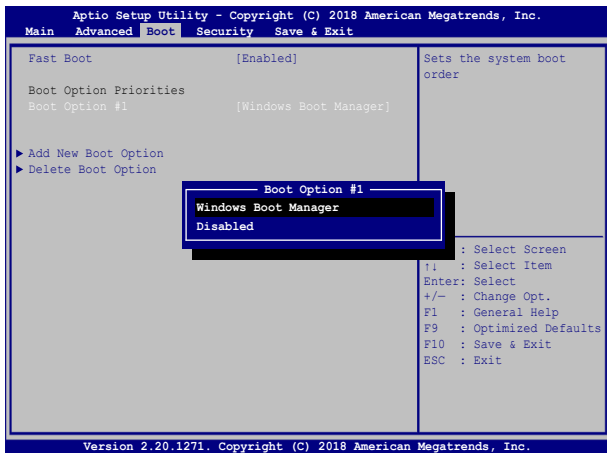 Aptio Setup Utility - Copyright (C) 2018 American Megatrends, Inc.
Main Advanced Boot Security Save & Exit
Fast Boot [Enabled]
Boot Option Priorities
Boot Option #1 [Windows Boot Manager]
▶ Add New Boot Option
▶ Delete Boot Option
Boot Option #1
Windows Boot Manager
Disabled
Sets the system boot
order
: Select Screen
↑↓ : Select Item
Enter: Select
+/— : Change Opt.
F1 : General Help
F9 : Optimized Defaults
F10 : Save & Exit
ESC : Exit
Version 2.20.1271. Copyright (C) 2018 American Megatrends, Inc.